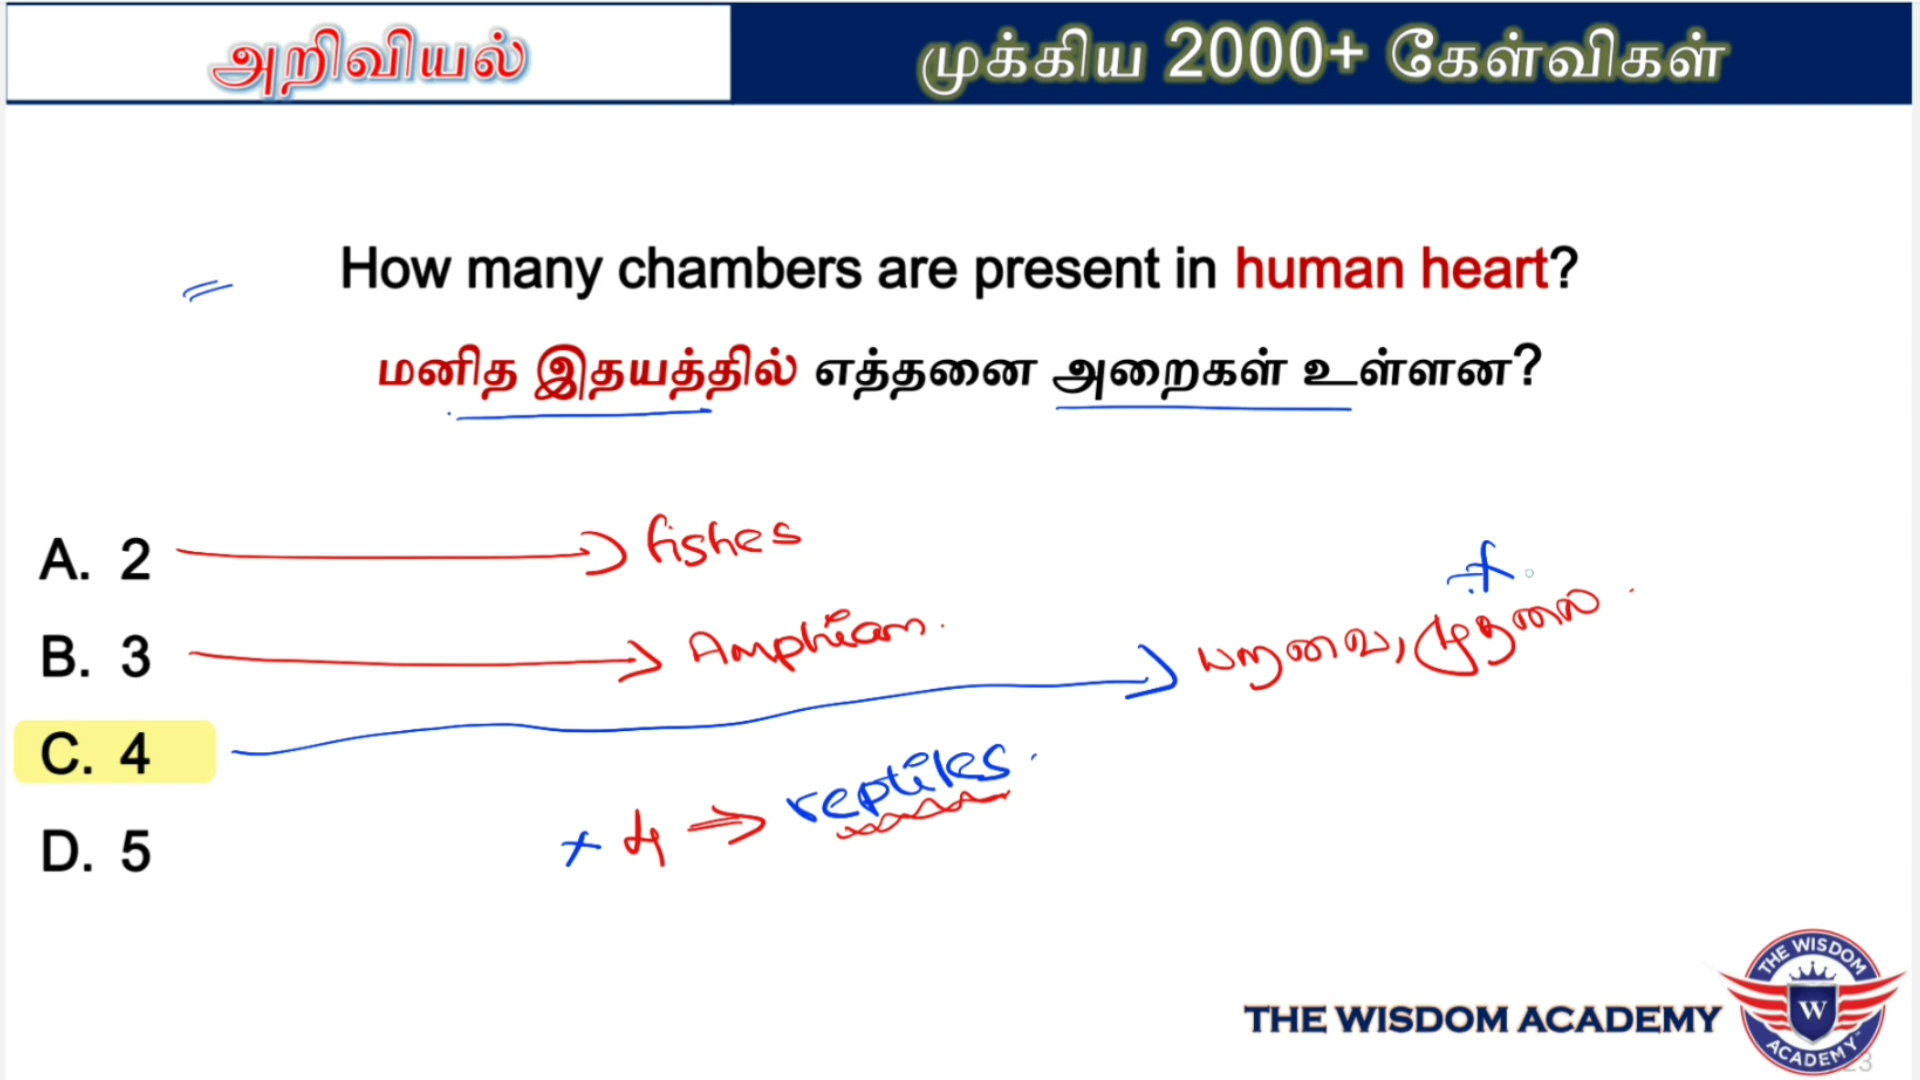 அறிவியல்
முக்கிய 2000+ கேள்விகள்
How many chambers are present in human heart?
மனித இதயத்தில் எத்தனை அறைகள் உள்ளன?
A. 2 fishes
B. 3 பறவை, முதலை
C. 4
4 reptiles
D. 5
THE WISDOM ACADEMY
THE WISDOM
W
ACADEMY
23